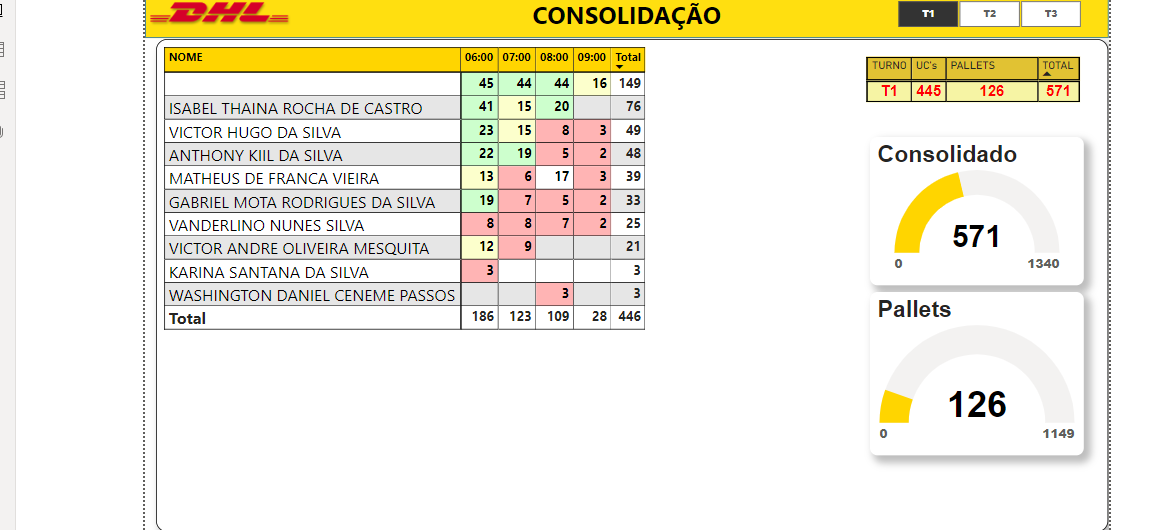 DHL CONSOLIDAÇÃO T1 T2 T3
NOME 06:00 07:00 08:00 09:00 Total
45 44 44 16 149
ISABEL THAINA ROCHA DE CASTRO 41 15 20 76
VICTOR HUGO DA SILVA 23 15 8 3 49
ANTHONY KIIL DA SILVA 22 19 5 2 48
MATHEUS DE FRANCA VIEIRA 13 6 17 3 39
GABRIEL MOTA RODRIGUES DA SILVA 19 7 5 2 33
VANDERLINO NUNES SILVA 8 8 7 2 25
VICTOR ANDRE OLIVEIRA MESQUITA 12 9 21
KARINA SANTANA DA SILVA 3 3
WASHINGTON DANIEL CENEME PASSOS 3 3
Total 186 123 109 28 446
TURNO UC's PALLETS TOTAL
T1 445 126 571
Consolidado
571
0 1340
Pallets
126
0 1149